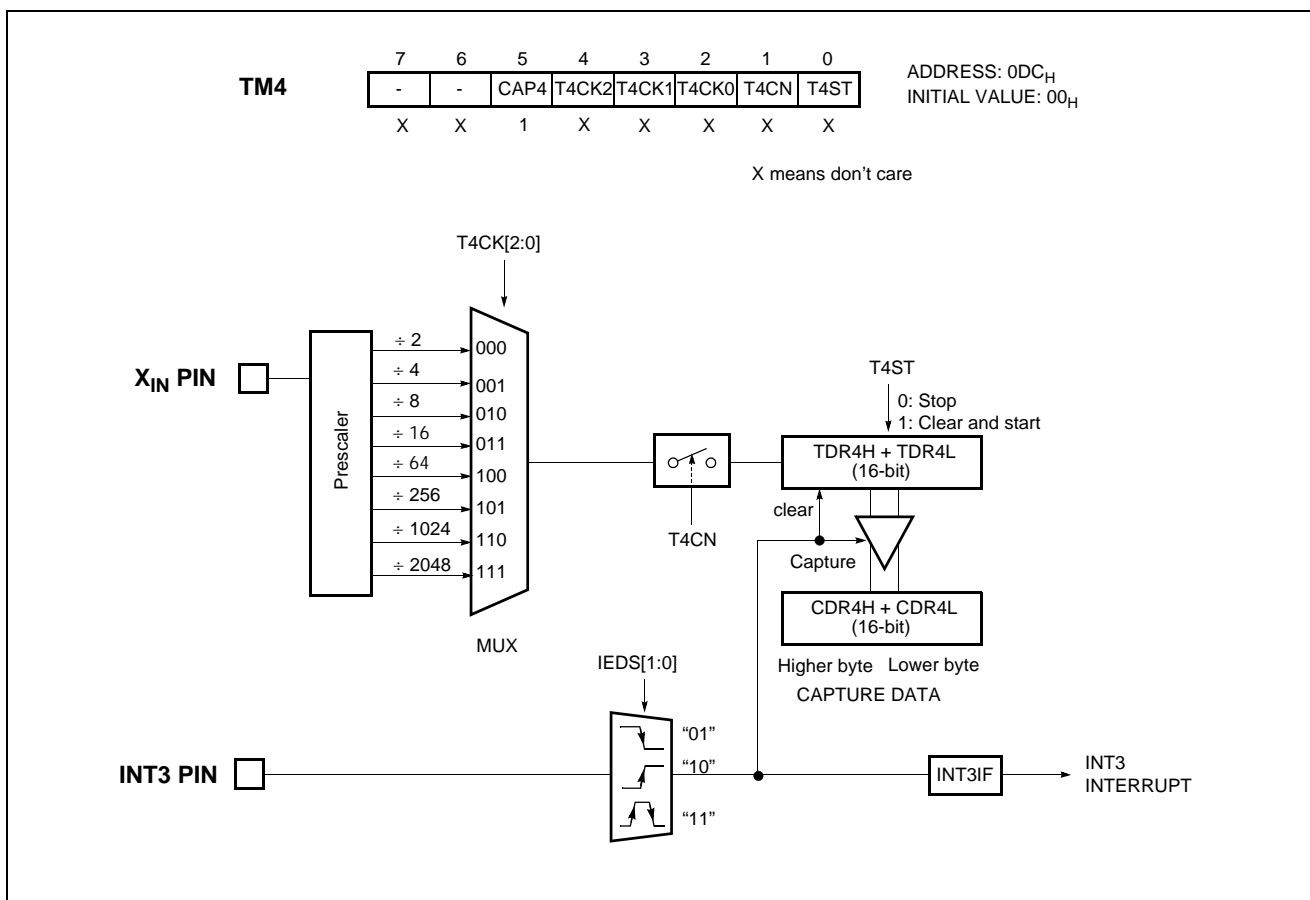 7 6 5 4 3 2 1 0
TM4
- - CAP4 T4CK2 T4CK1 T4CK0 T4CN T4ST
X X 1 X X X X X
ADDRESS: 0DCH
INITIAL VALUE: 00H
X means don't care
T4CK[2:0]
XIN PIN
Prescaler
÷ 2
÷ 4
÷ 8
÷ 16
÷ 64
÷ 256
÷ 1024
÷ 2048
000
001
010
011
100
101
110
111
MUX
T4CN
T4ST
0: Stop
1: Clear and start
TDR4H + TDR4L
(16-bit)
clear
Capture
CDR4H + CDR4L
(16-bit)
Higher byte Lower byte
CAPTURE DATA
IEDS[1:0]
INT3 PIN
“01”
“10”
“11”
INT3IF
INT3
INTERRUPT